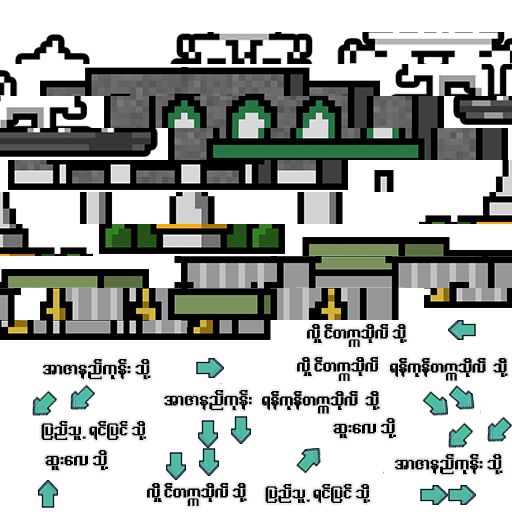 လှိုင်တက္ကသိုလ် သို့
လှိုင်တက္ကသိုလ် ရန်ကုန်တက္ကသိုလ် သို့
အာဇာနည်ကုန်း သို့
အာဇာနည်ကုန်း ရန်ကုန်တက္ကသိုလ် သို့
ပြည်သူ့ရင်ပြင် သို့
ဆူးလေ သို့
ဆူးလေ သို့
အာဇာနည်ကုန်း သို့
လှိုင်တက္ကသိုလ် သို့
ပြည်သူ့ရင်ပြင် သို့